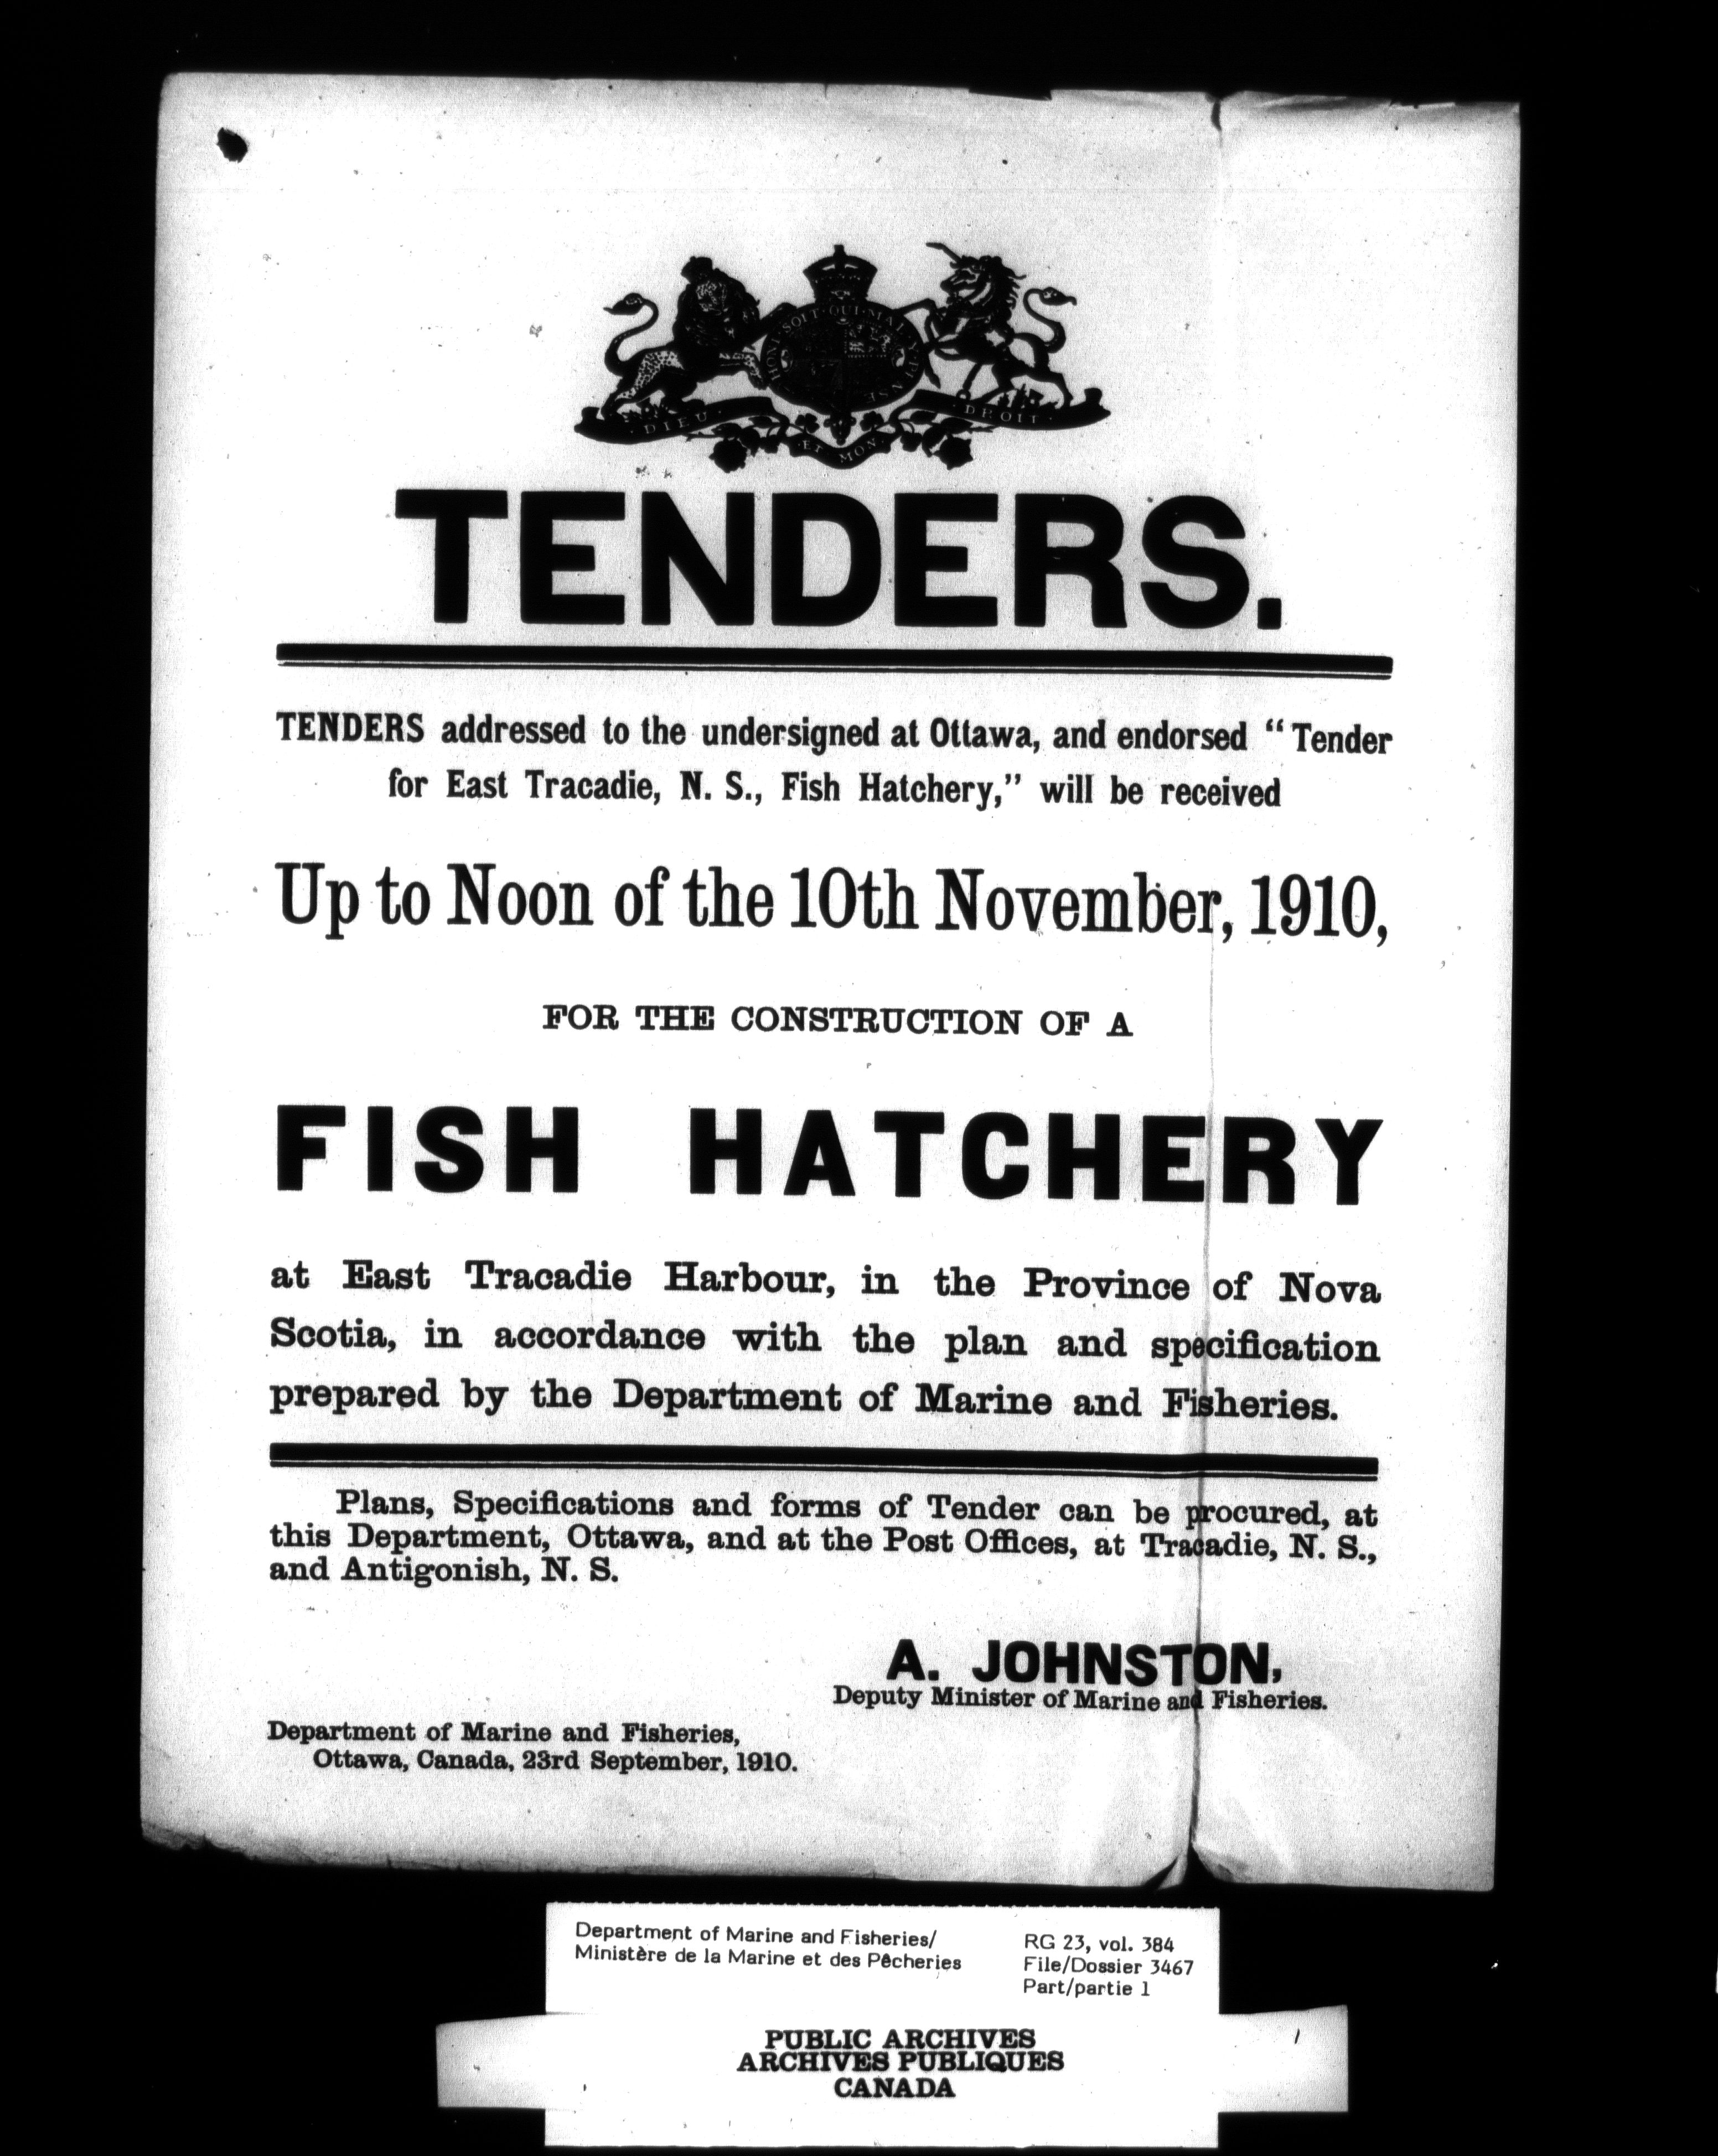 HONI · SOIT · QUI · MAL · Y · PENSE
· DIEU · ET MON · DROIT ·
TENDERS.
TENDERS addressed to the undersigned at Ottawa, and endorsed “Tender
for East Tracadie, N. S., Fish Hatchery,” will be received
Up to Noon of the 10th November, 1910,
FOR THE CONSTRUCTION OF A
FISH HATCHERY
at East Tracadie Harbour, in the Province of Nova
Scotia, in accordance with the plan and specification
prepared by the Department of Marine and Fisheries.
Plans, Specifications and forms of Tender can be procured, at
this Department, Ottawa, and at the Post Offices, at Tracadie, N. S.,
and Antigonish, N. S.
A. JOHNSTON,
Deputy Minister of Marine and Fisheries.
Department of Marine and Fisheries,
Ottawa, Canada, 23rd September, 1910.
Department of Marine and Fisheries/
Ministère de la Marine et des Pêcheries
RG 23, vol. 384
File/Dossier 3467
Part/partie 1
PUBLIC ARCHIVES
ARCHIVES PUBLIQUES
CANADA